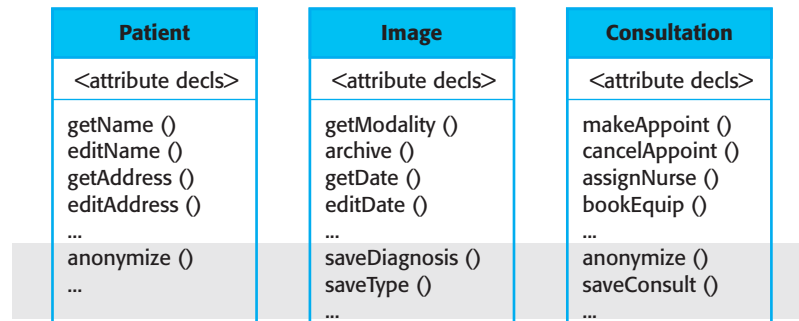 Patient
<attribute decls>
getName ()
editName ()
getAddress ()
editAddress ()
...
anonymize ()
...
Image
<attribute decls>
getModality ()
archive ()
getDate ()
editDate ()
...
saveDiagnosis ()
saveType ()
...
Consultation
<attribute decls>
makeAppoint ()
cancelAppoint ()
assignNurse ()
bookEquip ()
...
anonymize ()
saveConsult ()
...